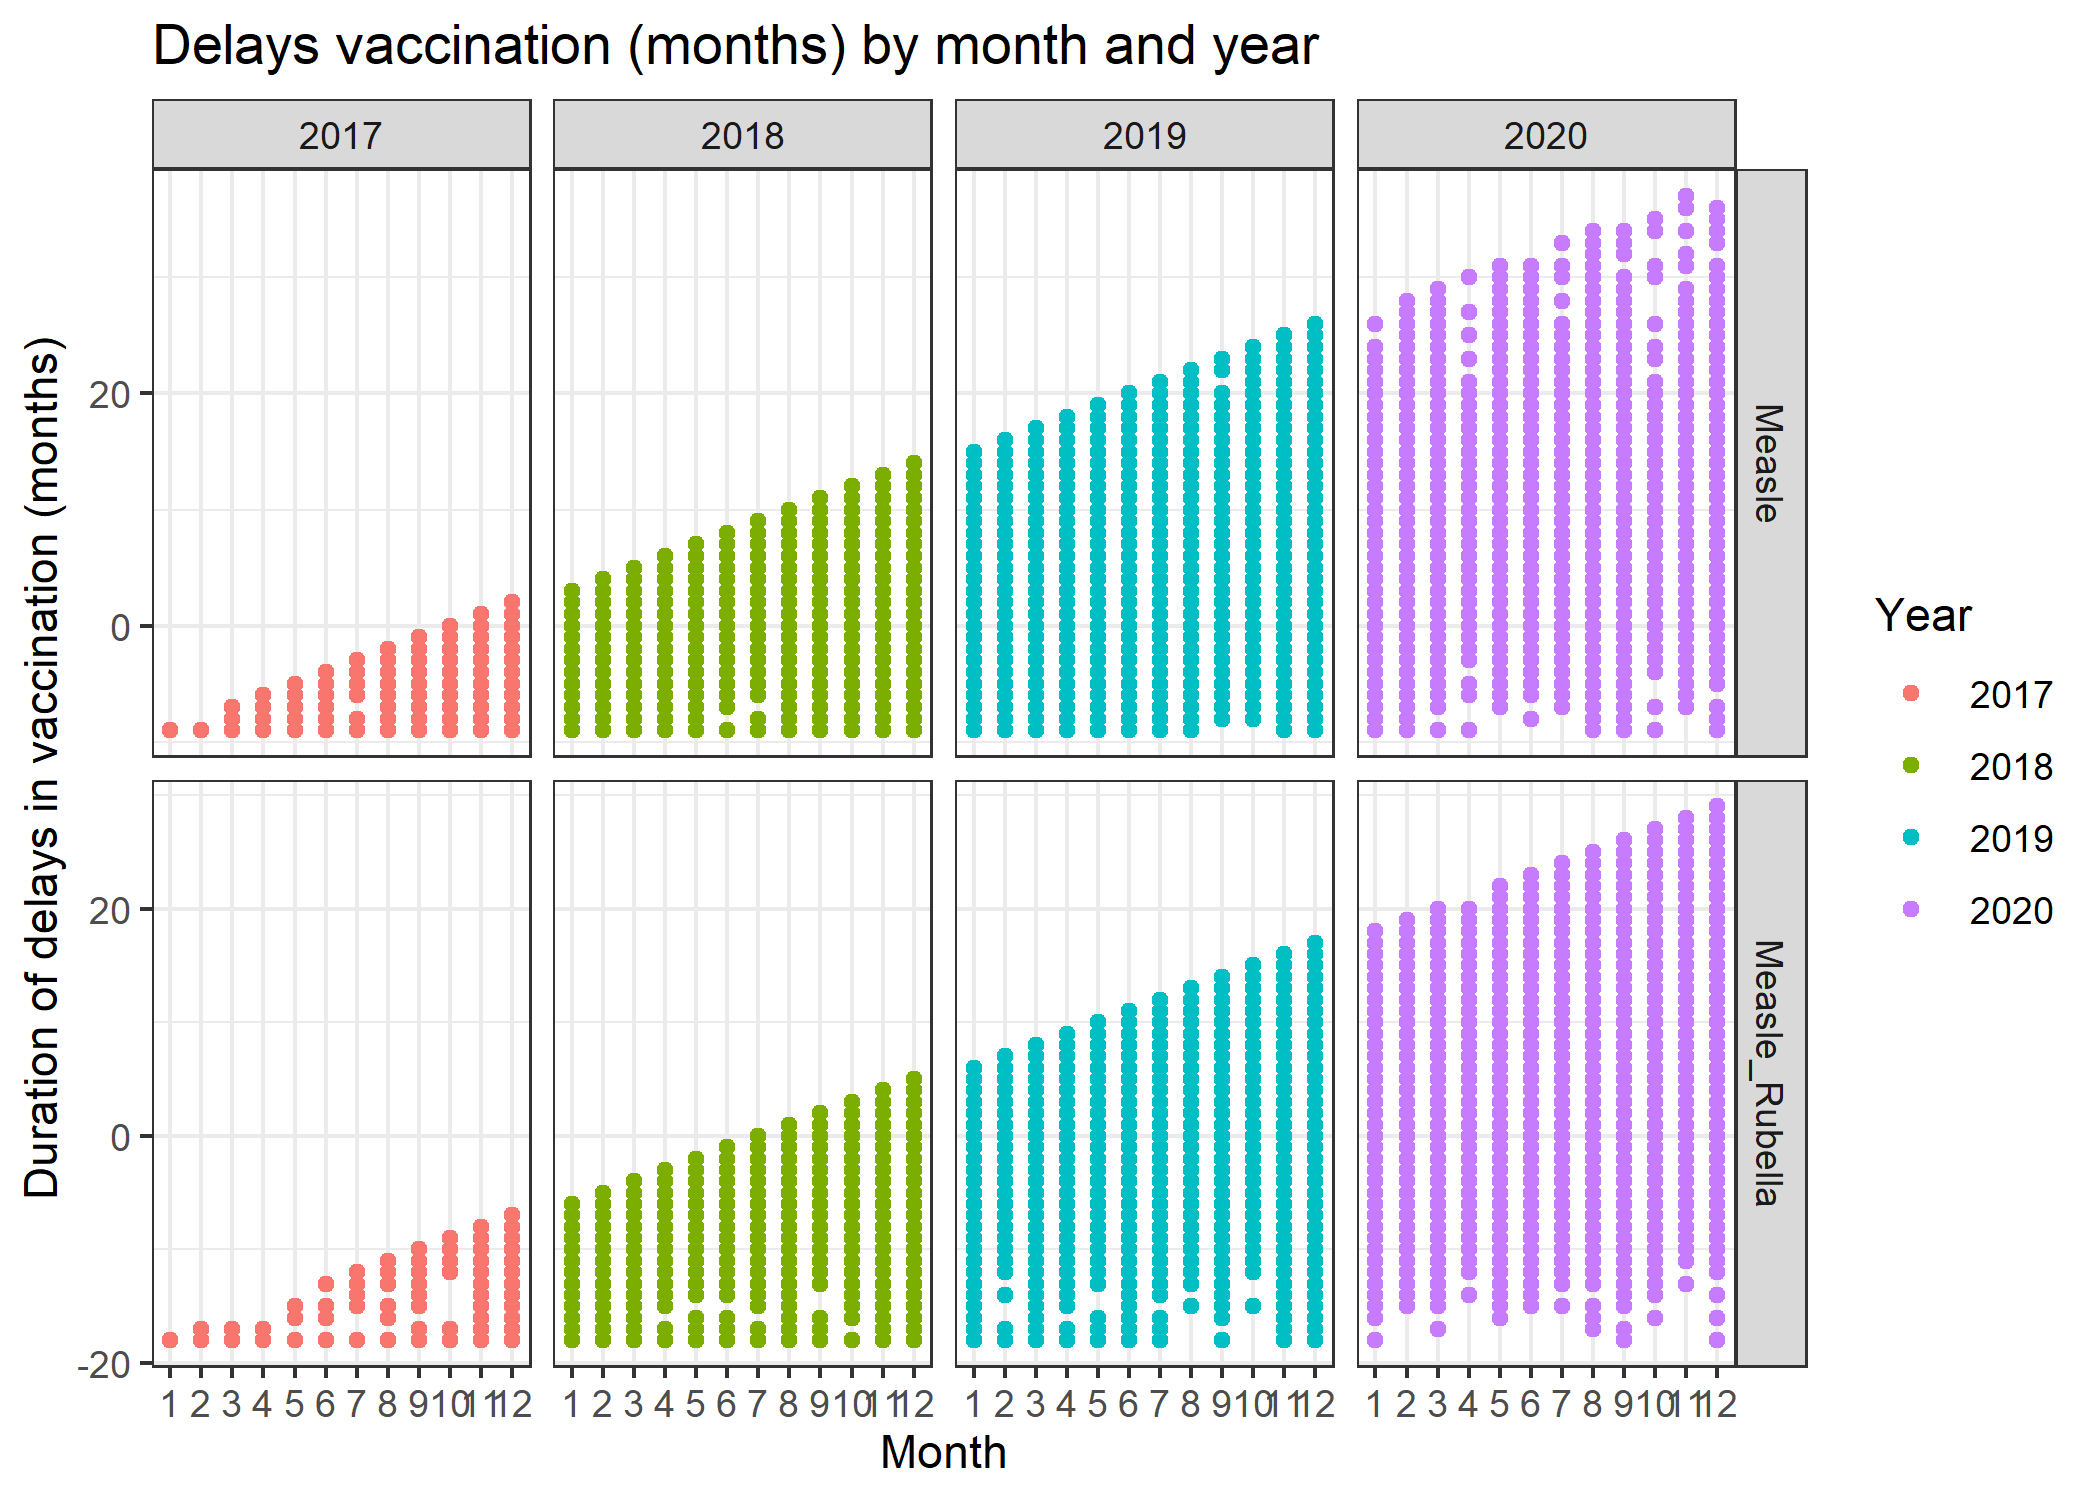 Delays vaccination (months) by month and year
2017 2018 2019 2020
Duration of delays in vaccination (months)
20
0
Measle
20
0
-20
Measle_Rubella
1 2 3 4 5 6 7 8 9 10 11 12 1 2 3 4 5 6 7 8 9 10 11 12 1 2 3 4 5 6 7 8 9 10 11 12 1 2 3 4 5 6 7 8 9 10 11 12
Month
Year
2017
2018
2019
2020